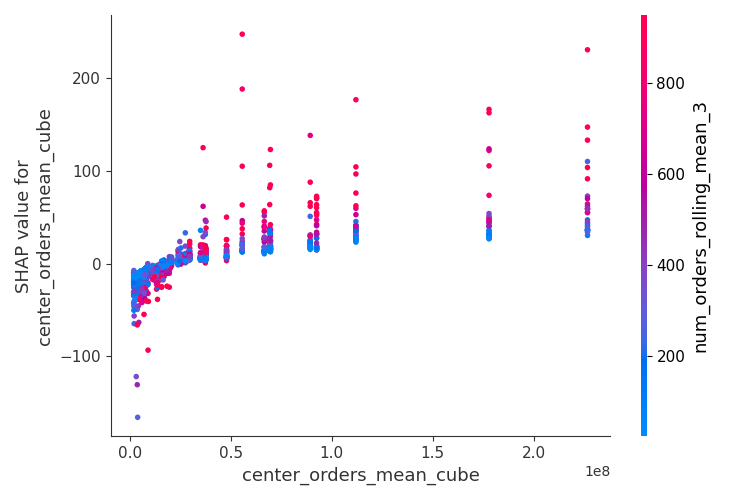 200
100
0
−100
SHAP value for
center_orders_mean_cube
0.0
0.5
1.0
1.5
2.0
1e8
center_orders_mean_cube
800
600
400
200
num_orders_rolling_mean_3